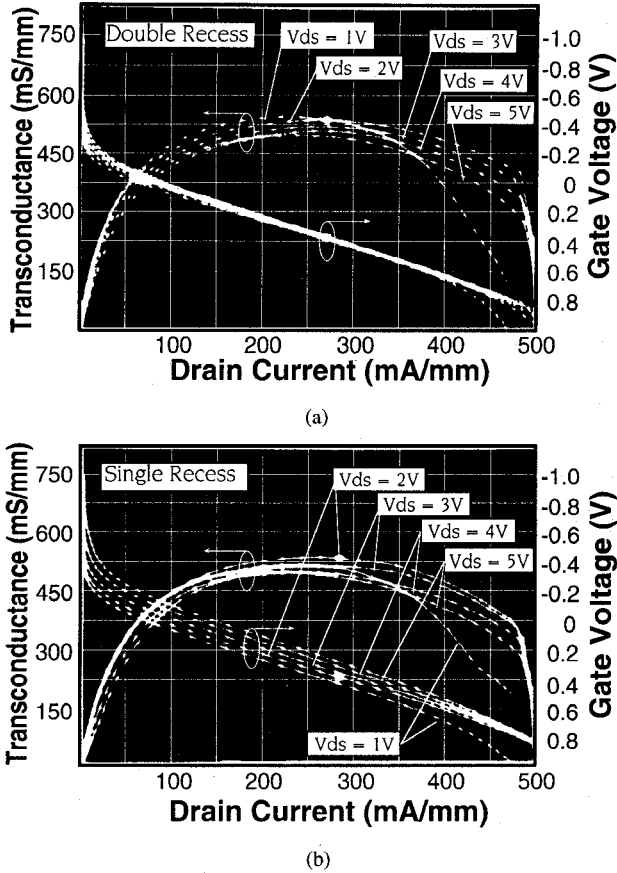 (a)
Double Recess
Vds = 1V
Vds = 2V
Vds = 3V
Vds = 4V
Vds = 5V
Transconductance (mS/mm)
750
600
450
300
150
Gate Voltage (V)
-1.0
-0.8
-0.6
-0.4
-0.2
0
0.2
0.4
0.6
0.8
100
200
300
400
500
Drain Current (mA/mm)
(a)
(b)
Single Recess
Vds = 2V
Vds = 3V
Vds = 4V
Vds = 5V
Vds = 1V
Transconductance (mS/mm)
750
600
450
300
150
Gate Voltage (V)
-1.0
-0.8
-0.6
-0.4
-0.2
0
0.2
0.4
0.6
0.8
100
200
300
400
500
Drain Current (mA/mm)
(b)